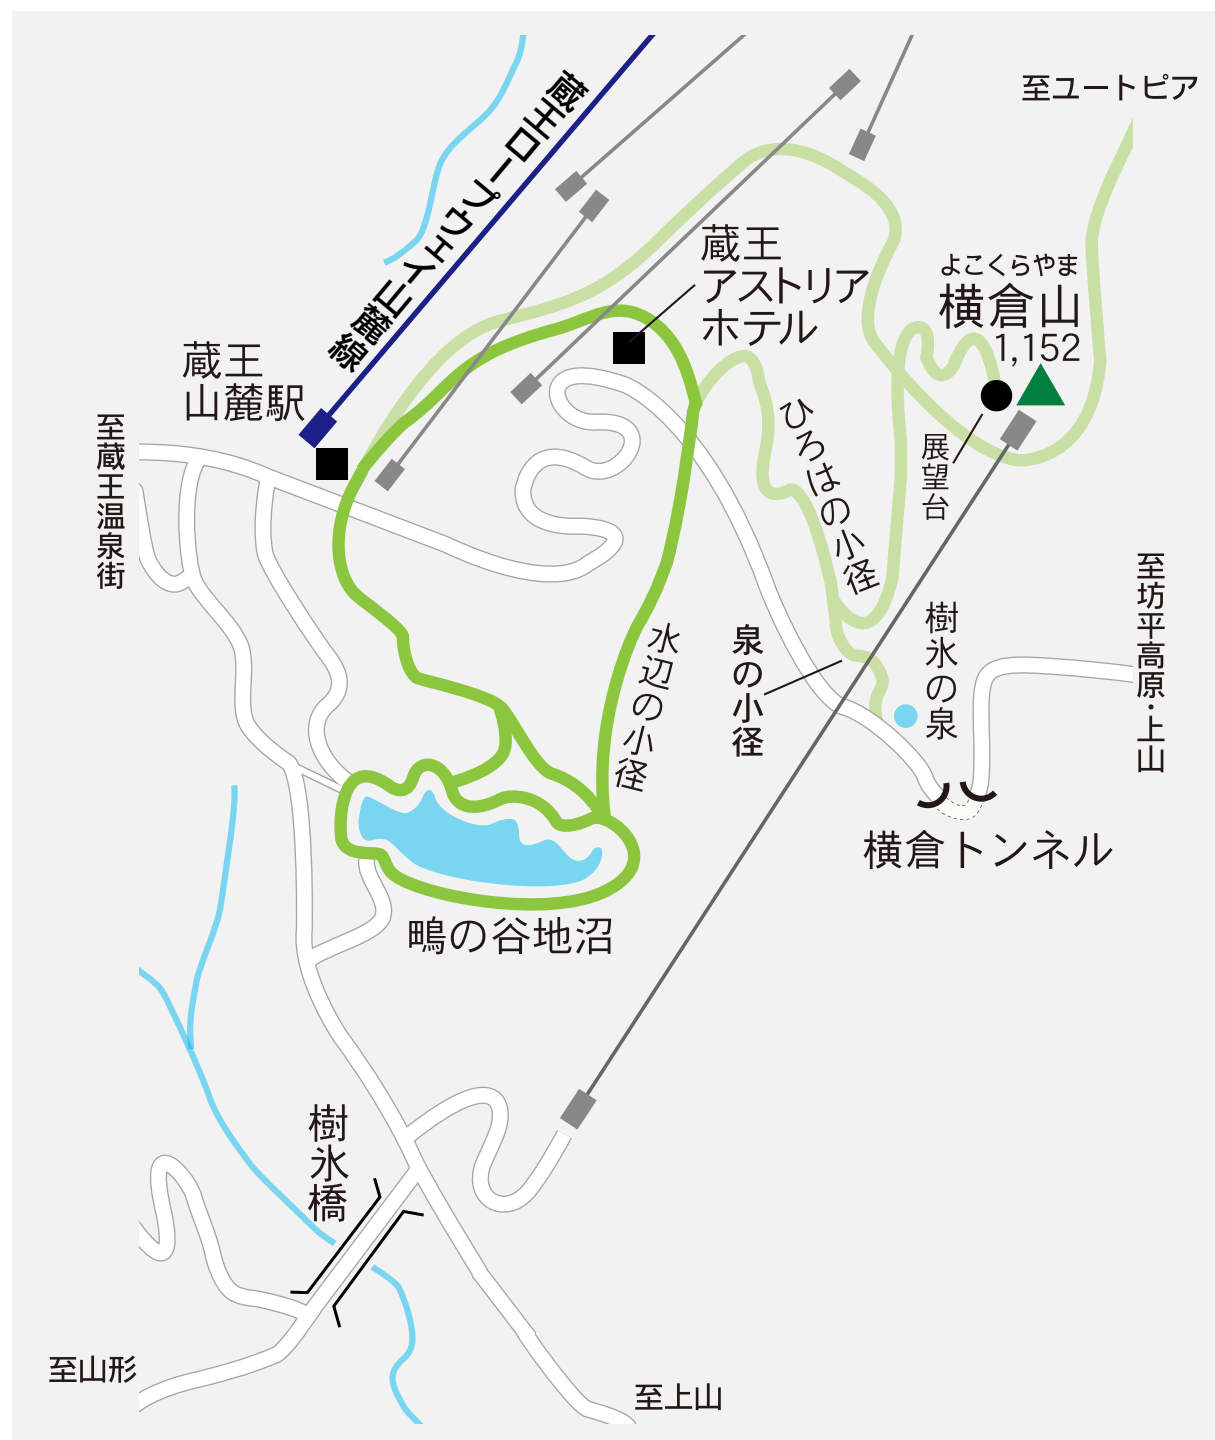 至ユートピア
蔵王ロープウェイ山麓線
蔵王
アストリア
ホテル
よこくらやま
横倉山
1,152
蔵王
山麓駅
至蔵王温泉街
ひろはの小径
展望台
至坊平高原・上山
樹氷の泉
泉の小径
水辺の小径
横倉トンネル
鴫の谷地沼
樹氷橋
至山形
至上山